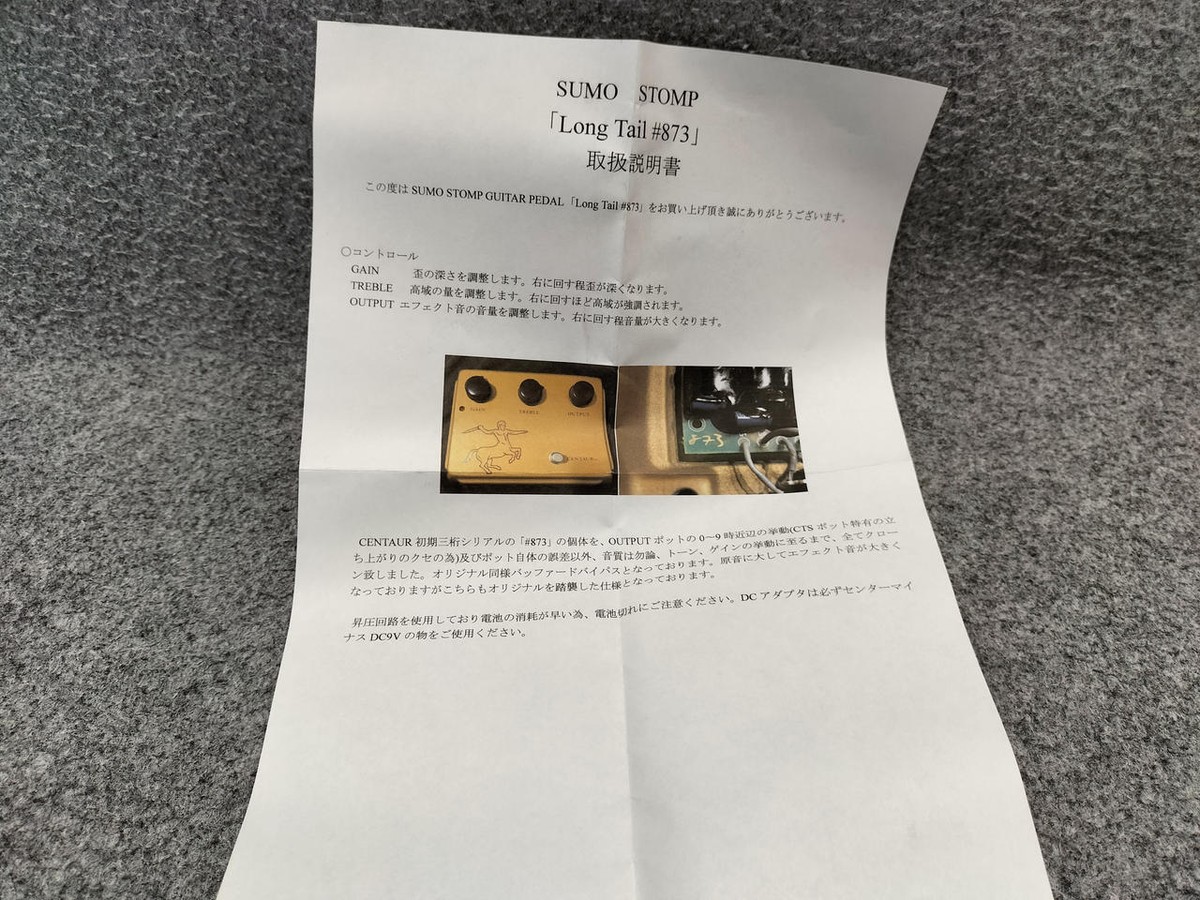 SUMO STOMP
「Long Tail #873」
取扱説明書
この度は SUMO STOMP GUITAR PEDAL「Long Tail #873」をお買い上げ頂き誠にありがとうございます。
〇コントロール
GAIN 歪の深さを調整します。右に回す程歪が深くなります。
TREBLE 高域の量を調整します。右に回すほど高域が強調されます。
OUTPUT エフェクト音の音量を調整します。右に回す程音量が大きくなります。
GAIN TREBLE OUTPUT
CENTAUR
873
CENTAUR 初期三桁シリアルの「#873」の個体を、OUTPUT ポットの 0～9 時近辺の挙動(CTS ポット特有の立
ち上がりのクセの為)及びポット自体の誤差以外、音質は勿論、トーン、ゲインの挙動に至るまで、全てクロー
ン致しました。オリジナル同様バッファードバイパスとなっております。原音に大してエフェクト音が大きく
なっておりますがこちらもオリジナルを踏襲した仕様となっております。
昇圧回路を使用しており電池の消耗が早い為、電池切れにご注意ください。DC アダプタは必ずセンターマイ
ナス DC9V の物をご使用ください。